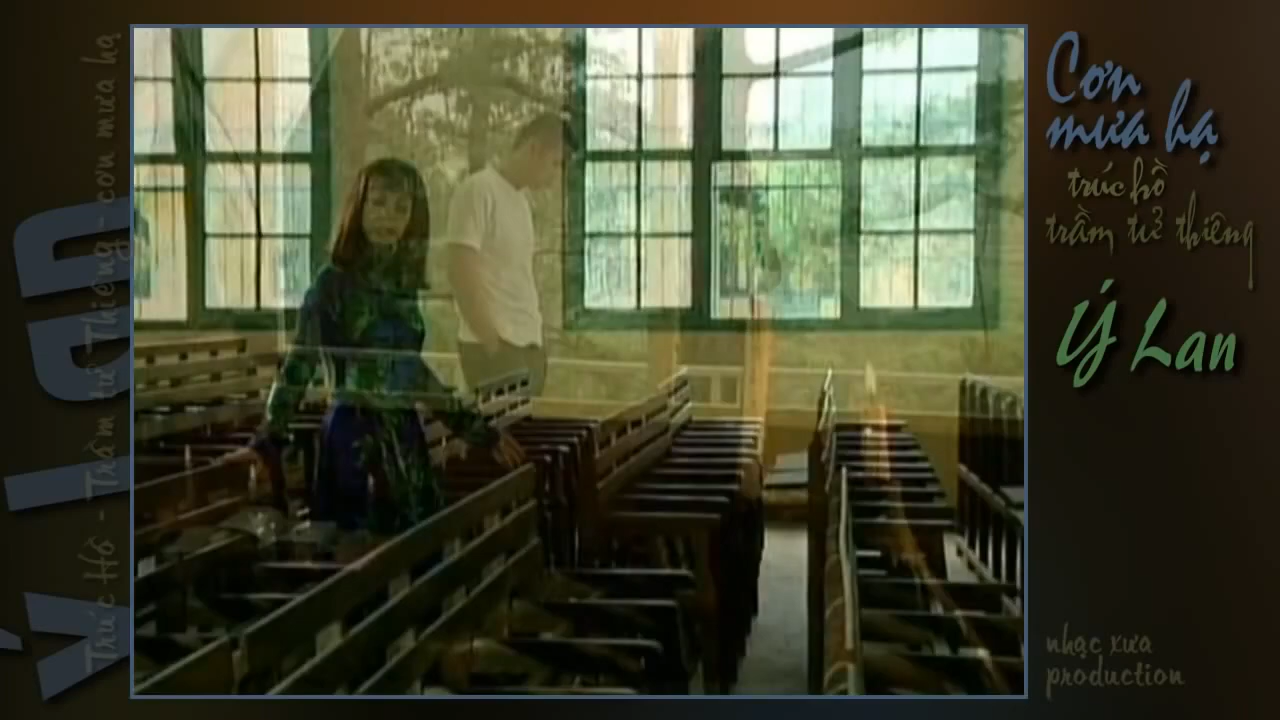 Cơn
mưa hạ
trúc hồ
trầm tử thiêng
Ý Lan
nhạc xưa
production
Ý Lan
Trúc Hồ - Trầm tử Thiêng - cơn mưa hạ